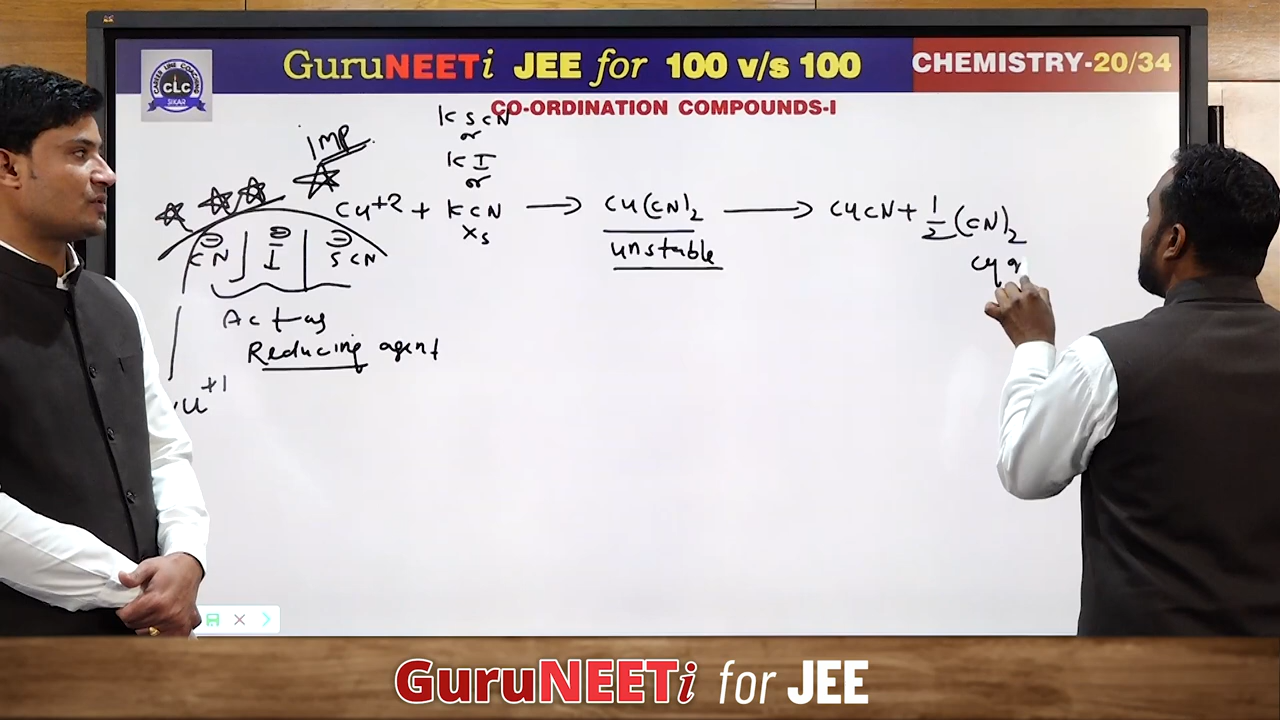 GuruNEETi JEE for 100 v/s 100
CHEMISTRY-20/34
CLC
SIKAR
CO-ORDINATION COMPOUNDS-I
imp
KSCN
or
KI
or
Cu+2 + KCN → Cu(CN)2 → CuCN + 1/2 (CN)2
xs
unstable
⊖ ⊖ ⊖
CN I SCN
Act as
Reducing agent
u+1
GuruNEETi for JEE